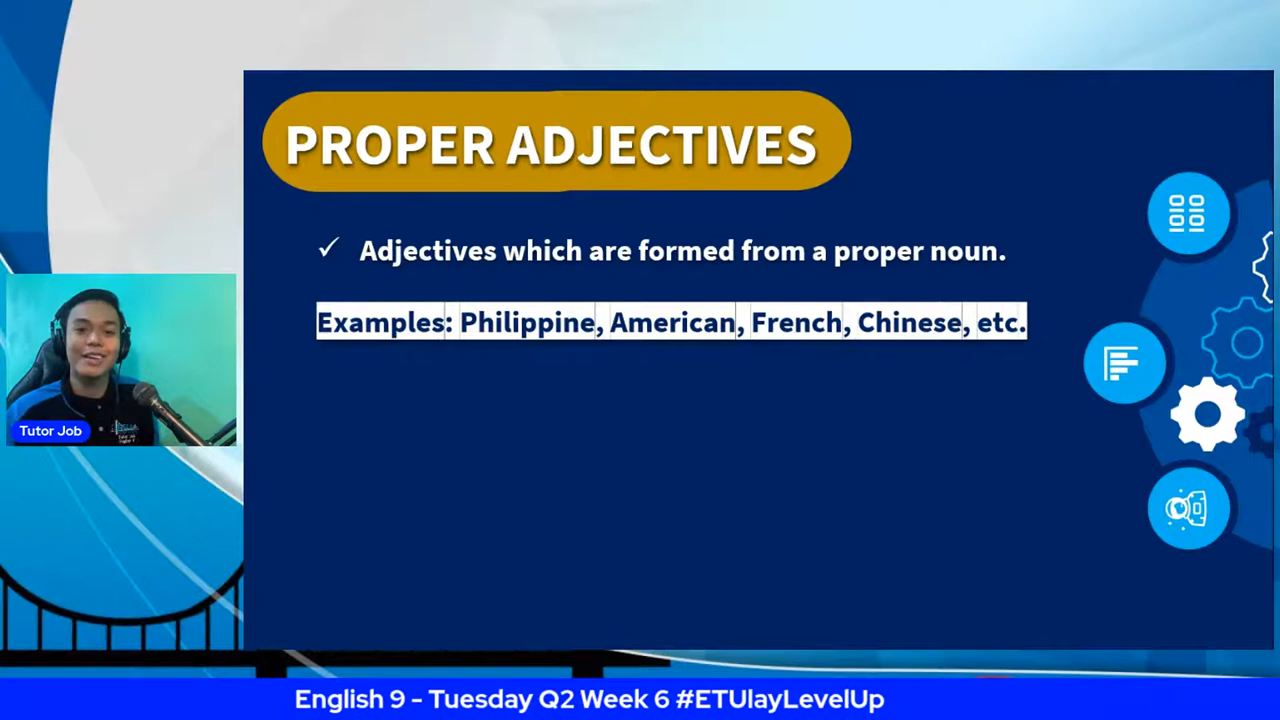 PROPER ADJECTIVES
✓ Adjectives which are formed from a proper noun.
Examples: Philippine, American, French, Chinese, etc.
Tutor Job
English 9 - Tuesday Q2 Week 6 #ETUlayLevelUp